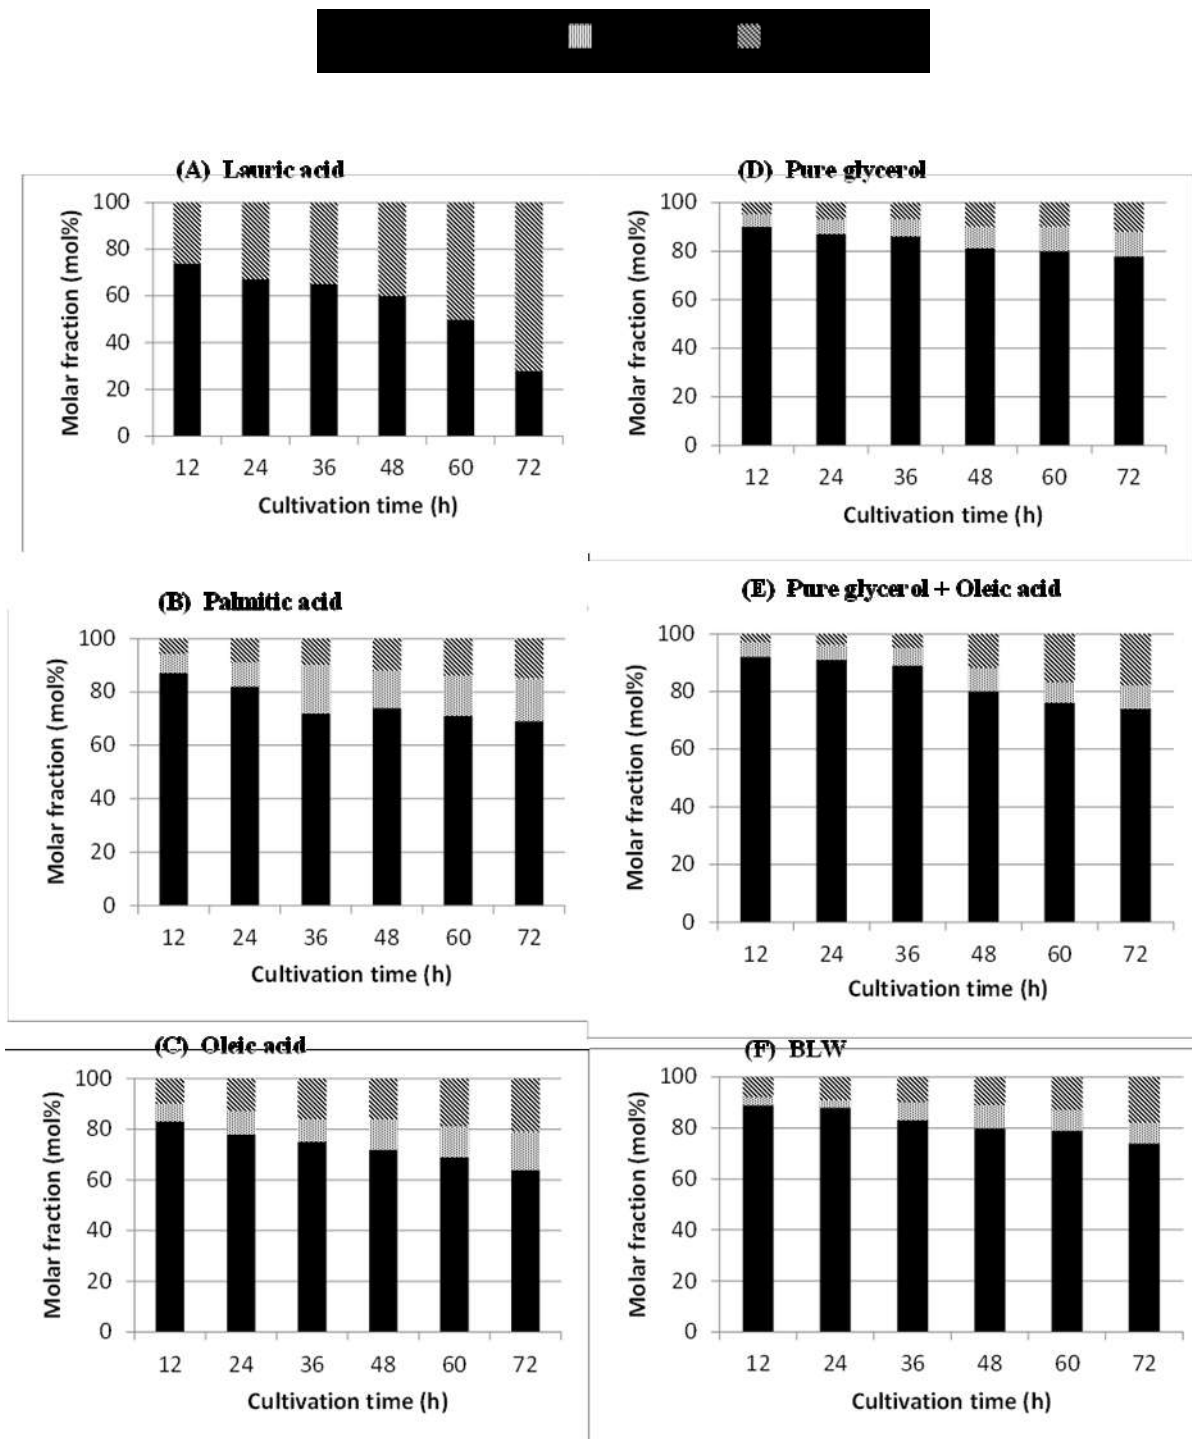 (A) Lauric acid
100
80
60
40
20
0
Molar fraction (mol%)
12 24 36 48 60 72
Cultivation time (h)
(D) Pure glycerol
100
80
60
40
20
0
Molar fraction (mol%)
12 24 36 48 60 72
Cultivation time (h)
(B) Palmitic acid
100
80
60
40
20
0
Molar fraction (mol%)
12 24 36 48 60 72
Cultivation time (h)
(E) Pure glycerol + Oleic acid
100
80
60
40
20
0
Molar fraction (mol%)
12 24 36 48 60 72
Cultivation time (h)
(C) Oleic acid
100
80
60
40
20
0
Molar fraction (mol%)
12 24 36 48 60 72
Cultivation time (h)
(F) BLW
100
80
60
40
20
0
Molar fraction (mol%)
12 24 36 48 60 72
Cultivation time (h)